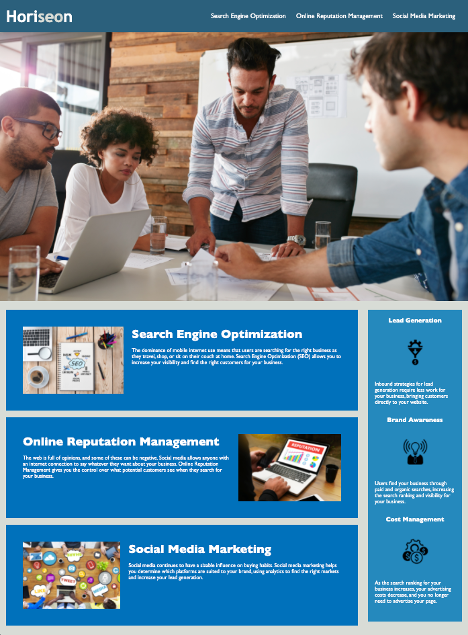 Horiseon
Search Engine Optimization Online Reputation Management Social Media Marketing
SEO
Search Engine Optimization
The dominance of mobile internet use means that users are searching for the right business as
they travel, shop, or sit on their couch at home. Search Engine Optimization (SEO) allows you to
increase your visibility and find the right customers for your business.
Online Reputation Management
The web is full of opinions, and some of these can be negative. Social media allows anyone with
an internet connection to say whatever they want about your business. Online Reputation
Management gives you the control over what potential customers see when they search for
your business.
REPUTATION
Social Media Marketing
Social media continues to have a sizable influence on buying habits. Social media marketing helps
you determine which platforms are suited to your brand, using analytics to find the right markets
and increase your lead generation.
TWEET
Lead Generation
Inbound strategies for lead
generation require less work for
your business, bringing customers
directly to your website.
Brand Awareness
Users find your business through
paid and organic searches, increasing
the search ranking and visibility for
your business.
Cost Management
As the search ranking for your
business increases, your advertising
costs decrease, and you no longer
need to advertise your page.